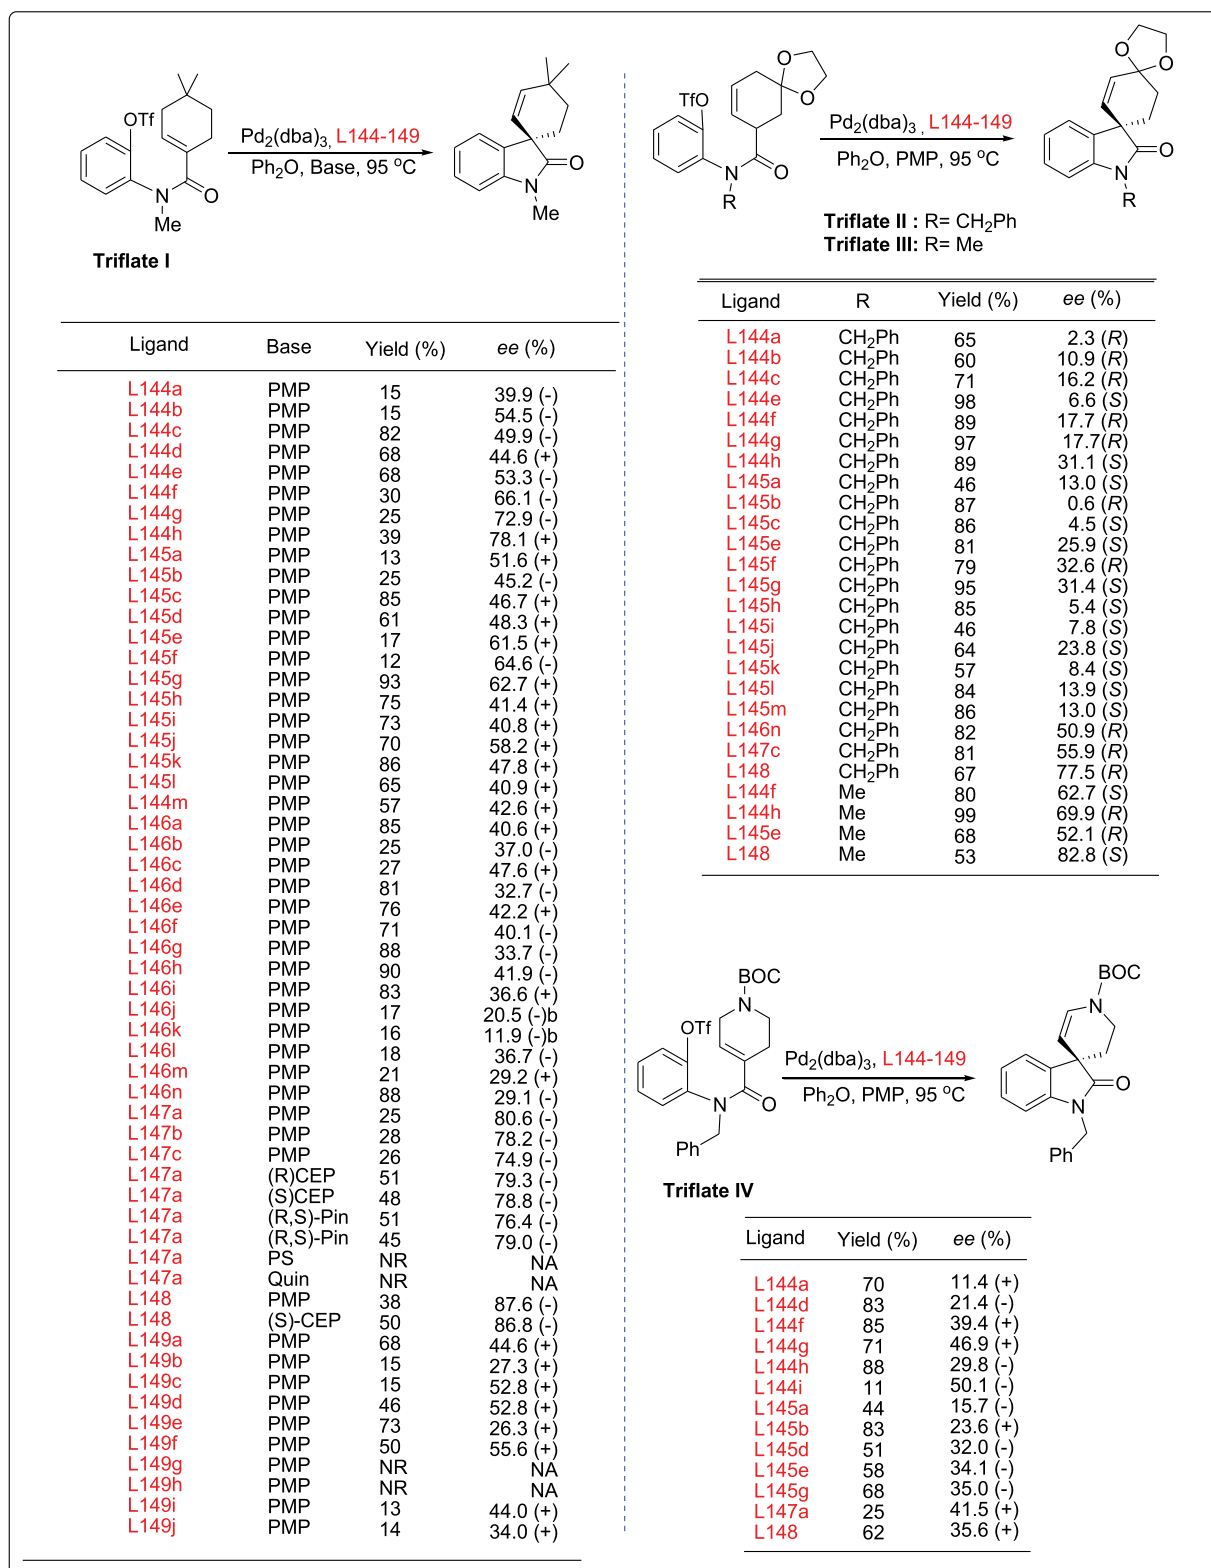 OTf
N
Me
O
Pd2(dba)3, L144-149
Ph2O, Base, 95 oC
O
N
Me
Triflate I
Ligand Base Yield (%) ee (%)
L144a PMP 15 39.9 (-)
L144b PMP 15 54.5 (-)
L144c PMP 82 49.9 (-)
L144d PMP 68 44.6 (+)
L144e PMP 68 53.3 (-)
L144f PMP 30 66.1 (-)
L144g PMP 25 72.9 (-)
L144h PMP 39 78.1 (+)
L145a PMP 13 51.6 (+)
L145b PMP 25 45.2 (-)
L145c PMP 85 46.7 (+)
L145d PMP 61 48.3 (+)
L145e PMP 17 61.5 (+)
L145f PMP 12 64.6 (-)
L145g PMP 93 62.7 (+)
L145h PMP 75 41.4 (+)
L145i PMP 73 40.8 (+)
L145j PMP 70 58.2 (+)
L145k PMP 86 47.8 (+)
L145l PMP 65 40.9 (+)
L144m PMP 57 42.6 (+)
L146a PMP 85 40.6 (+)
L146b PMP 25 37.0 (-)
L146c PMP 27 47.6 (+)
L146d PMP 81 32.7 (-)
L146e PMP 76 42.2 (+)
L146f PMP 71 40.1 (-)
L146g PMP 88 33.7 (-)
L146h PMP 90 41.9 (-)
L146i PMP 83 36.6 (+)
L146j PMP 17 20.5 (-)b
L146k PMP 16 11.9 (-)b
L146l PMP 18 36.7 (-)
L146m PMP 21 29.2 (+)
L146n PMP 88 29.1 (-)
L147a PMP 25 80.6 (-)
L147b PMP 28 78.2 (-)
L147c PMP 26 74.9 (-)
L147a (R)CEP 51 79.3 (-)
L147a (S)CEP 48 78.8 (-)
L147a (R,S)-Pin 51 76.4 (-)
L147a (R,S)-Pin 45 79.0 (-)
L147a PS NR NA
L147a Quin NR NA
L148 PMP 38 87.6 (-)
L148 (S)-CEP 50 86.8 (-)
L149a PMP 68 44.6 (+)
L149b PMP 15 27.3 (+)
L149c PMP 15 52.8 (+)
L149d PMP 46 52.8 (+)
L149e PMP 73 26.3 (+)
L149f PMP 50 55.6 (+)
L149g PMP NR NA
L149h PMP NR NA
L149i PMP 13 44.0 (+)
L149j PMP 14 34.0 (+)
O
O
TfO
N
R
O
Pd2(dba)3 , L144-149
Ph2O, PMP, 95 oC
O
O
O
N
R
Triflate II : R= CH2Ph
Triflate III: R= Me
Ligand R Yield (%) ee (%)
L144a CH2Ph 65 2.3 (R)
L144b CH2Ph 60 10.9 (R)
L144c CH2Ph 71 16.2 (R)
L144e CH2Ph 98 6.6 (S)
L144f CH2Ph 89 17.7 (R)
L144g CH2Ph 97 17.7(R)
L144h CH2Ph 89 31.1 (S)
L145a CH2Ph 46 13.0 (S)
L145b CH2Ph 87 0.6 (R)
L145c CH2Ph 86 4.5 (S)
L145e CH2Ph 81 25.9 (S)
L145f CH2Ph 79 32.6 (R)
L145g CH2Ph 95 31.4 (S)
L145h CH2Ph 85 5.4 (S)
L145i CH2Ph 46 7.8 (S)
L145j CH2Ph 64 23.8 (S)
L145k CH2Ph 57 8.4 (S)
L145l CH2Ph 84 13.9 (S)
L145m CH2Ph 86 13.0 (S)
L146n CH2Ph 82 50.9 (R)
L147c CH2Ph 81 55.9 (R)
L148 CH2Ph 67 77.5 (R)
L144f Me 80 62.7 (S)
L144h Me 99 69.9 (R)
L145e Me 68 52.1 (R)
L148 Me 53 82.8 (S)
BOC
N
OTf
N
O
Ph
Pd2(dba)3, L144-149
Ph2O, PMP, 95 oC
BOC
N
O
N
Ph
Triflate IV
Ligand Yield (%) ee (%)
L144a 70 11.4 (+)
L144d 83 21.4 (-)
L144f 85 39.4 (+)
L144g 71 46.9 (+)
L144h 88 29.8 (-)
L144i 11 50.1 (-)
L145a 44 15.7 (-)
L145b 83 23.6 (+)
L145d 51 32.0 (-)
L145e 58 34.1 (-)
L145g 68 35.0 (-)
L147a 25 41.5 (+)
L148 62 35.6 (+)